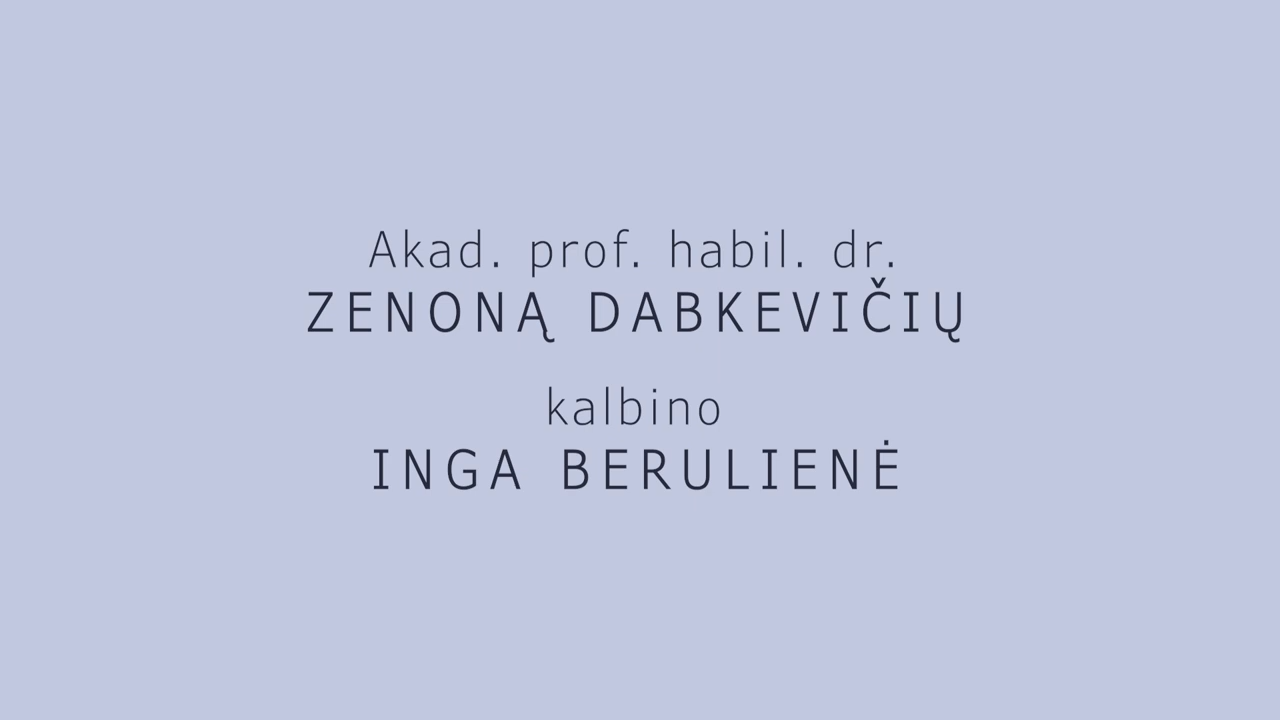 Akad. prof. habil. dr.
ZENONĄ DABKEVIČIŲ
kalbino
INGA BERULIENĖ